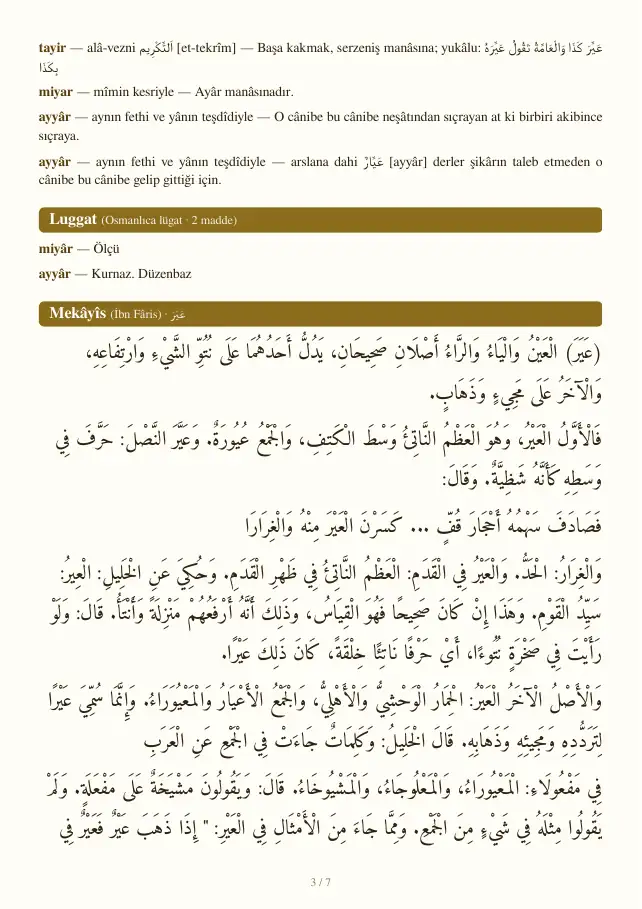 tayir — alâ-vezni اَلتَّكْرِيم [et-tekrîm] — Başa kakmak, serzeniş manâsına; yukâlu: عَيَّرَ كَذَا وَالْعَامَّةُ تَقُولُ عَيَّرَهُ
بِكَذَا
miyar — mîmin kesriyle — Ayâr manâsınadır.
ayyâr — aynın fethi ve yânın teşdîdiyle — O cânibe bu cânibe neşâtından sıçrayan at ki birbiri akibince
sıçraya.
ayyâr — aynın fethi ve yânın teşdîdiyle — arslana dahi عَيَّارٌ [ayyâr] derler şikârın taleb etmeden o
cânibe bu cânibe gelip gittiği için.
Luggat (Osmanlıca lügat · 2 madde)
miyâr — Ölçü
ayyâr — Kurnaz. Düzenbaz
Mekâyîs (İbn Fâris) · عَيَرَ
(عَيَرَ) الْعَيْنُ وَالْيَاءُ وَالرَّاءُ أَصْلَانِ صَحِيحَانِ، يَدُلُّ أَحَدُهُمَا عَلَى نُتُوِّ الشَّيْءِ وَارْتِفَاعِهِ،
وَالْآخَرُ عَلَى مَجِيءٍ وَذَهَابٍ.
فَالْأَوَّلُ الْعَيْرُ، وَهُوَ الْعَظْمُ النَّاتِئُ وَسْطَ الْكَتِفِ، وَالْجَمْعُ عُيُورَةٌ. وَعَيَّرَ النَّصْلَ: حَرَّفَ فِي
وَسَطِهِ كَأَنَّهُ شَظِيَّةٌ. وَقَالَ:
فَصَادَفَ سَهْمُهُ أَحْجَارَ قُفٍّ ... كَسَرْنَ الْعَيْرَ مِنْهُ وَالْغِرَارَا
وَالْغِرَارُ: الْحَدُّ. وَالْعَيْرُ فِي الْقَدَمِ: الْعَظْمُ النَّاتِئُ فِي ظَهْرِ الْقَدَمِ. وَحُكِيَ عَنِ الْخَلِيلِ: الْعِيرُ:
سَيِّدُ الْقَوْمِ. وَهَذَا إِنْ كَانَ صَحِيحًا فَهُوَ الْقِيَاسُ، وَذَلِكَ أَنَّهُ أَرْفَعُهُمْ مَنْزِلَةً وَأَنْتَأُ. قَالَ: وَلَوْ
رَأَيْتَ فِي صَخْرَةٍ نُتُوءًا، أَيْ حَرْفًا نَاتِئًا خِلْقَةً، كَانَ ذَلِكَ عَيْرًا.
وَالْأَصْلُ الْآخَرُ الْعَيْرُ: الْحِمَارُ الْوَحْشِيُّ وَالْأَهْلِيُّ، وَالْجَمْعُ الْأَعْيَارُ وَالْمَعْيُورَاءُ. وَإِنَّمَا سُمِّيَ عَيْرًا
لِتَرَدُّدِهِ وَمَجِيئِهِ وَذَهَابِهِ. قَالَ الْخَلِيلُ: وَكَلِمَاتٌ جَاءَتْ فِي الْجَمْعِ عَنِ الْعَرَبِ
فِي مَفْعُولَاءِ: الْمَعْيُورَاءُ، وَالْمَعْلُوجَاءُ، وَالْمَشْيُوخَاءُ. قَالَ: وَيَقُولُونَ مَشْيَخَةٌ عَلَى مَفْعَلَةٍ. وَلَمْ
يَقُولُوا مِثْلَهُ فِي شَيْءٍ مِنَ الْجَمْعِ. وَمِمَّا جَاءَ مِنَ الْأَمْثَالِ فِي الْعَيْرِ: " إِذَا ذَهَبَ عَيْرٌ فَعَيْرٌ فِي
3 / 7